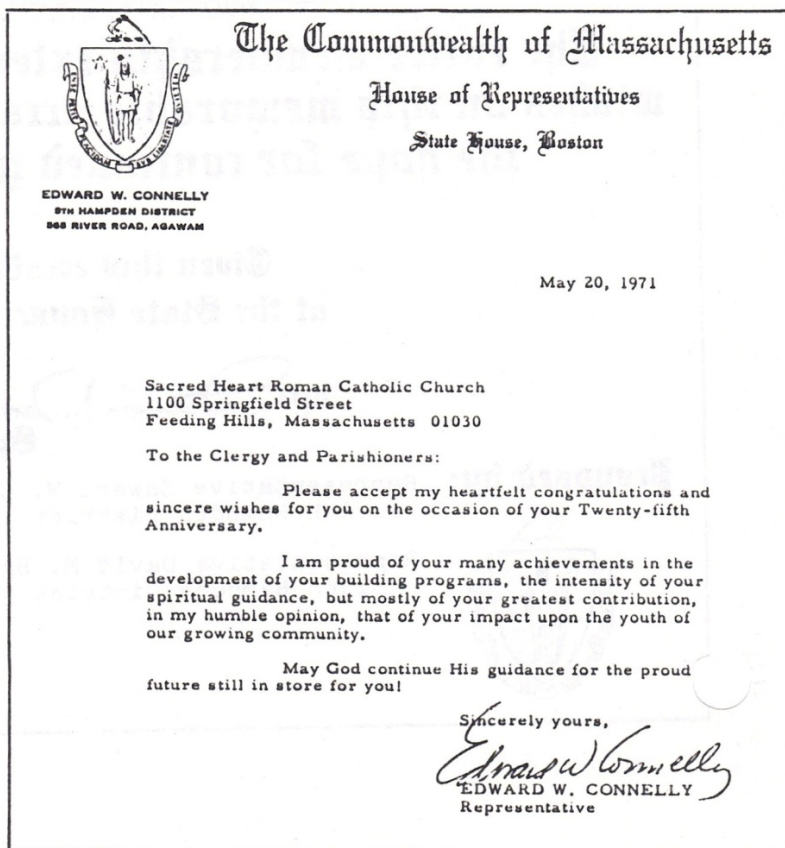 The Commonwealth of Massachusetts
House of Representatives
State House, Boston
EDWARD W. CONNELLY
9TH HAMPDEN DISTRICT
RIVER ROAD, AGAWAM
May 20, 1971
Sacred Heart Roman Catholic Church
1100 Springfield Street
Feeding Hills, Massachusetts 01030
To the Clergy and Parishioners:
Please accept my heartfelt congratulations and
sincere wishes for you on the occasion of your Twenty-fifth
Anniversary.
I am proud of your many achievements in the
development of your building programs, the intensity of your
spiritual guidance, but mostly of your greatest contribution,
in my humble opinion, that of your impact upon the youth of
our growing community.
May God continue His guidance for the proud
future still in store for you!
Sincerely yours,
Edward W Connelly
EDWARD W. CONNELLY
Representative